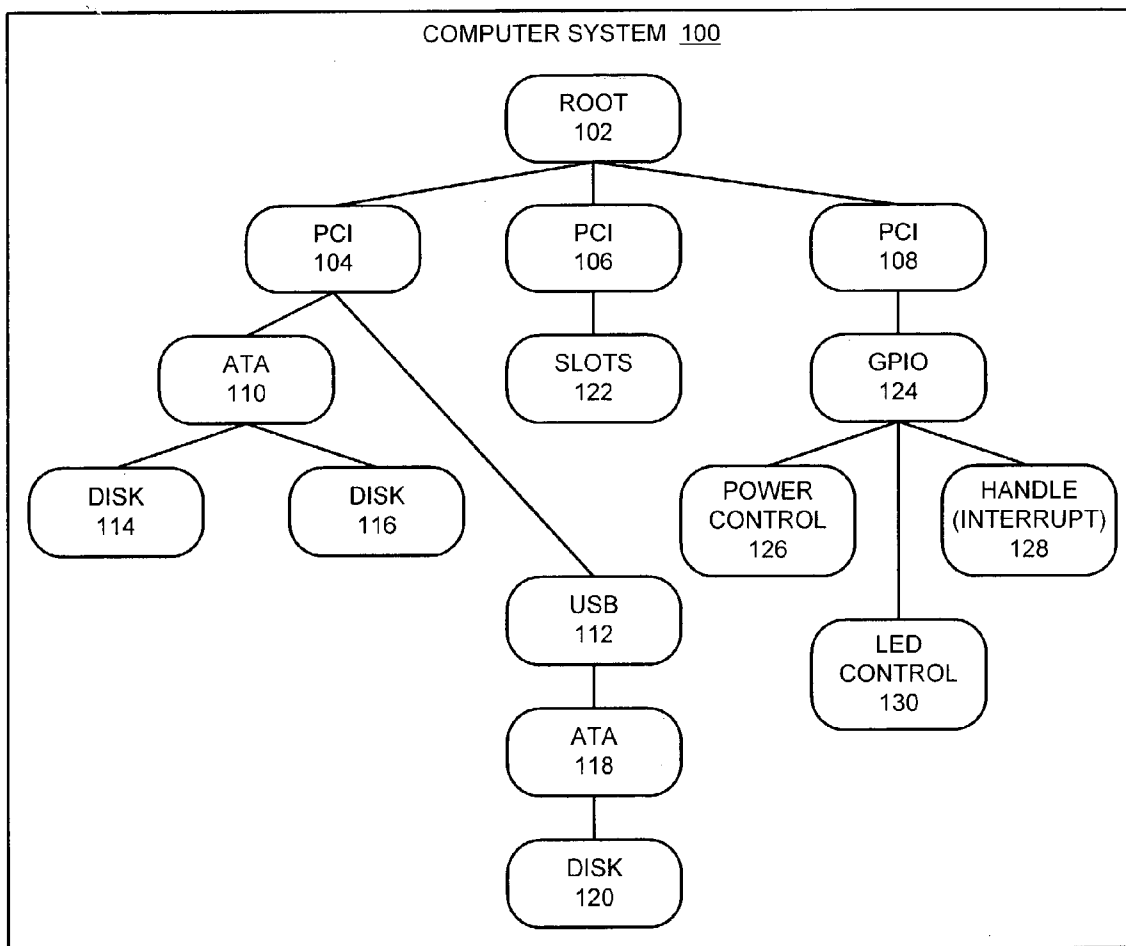 COMPUTER SYSTEM 100
ROOT
102
PCI
104
PCI
106
PCI
108
ATA
110
SLOTS
122
GPIO
124
DISK
114
DISK
116
POWER
CONTROL
126
HANDLE
(INTERRUPT)
128
USB
112
LED
CONTROL
130
ATA
118
DISK
120